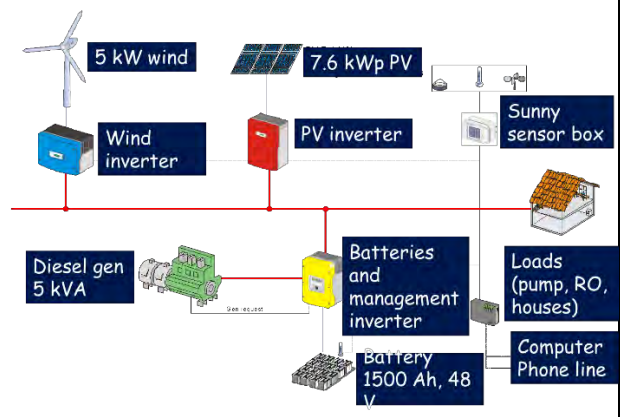 5 kW wind
7.6 kWp PV
Sunny
sensor box
Wind
inverter
PV inverter
Diesel gen
5 kVA
Batteries
and
management
inverter
Loads
(pump, RO,
houses)
Battery
1500 Ah, 48
V
Computer
Phone line